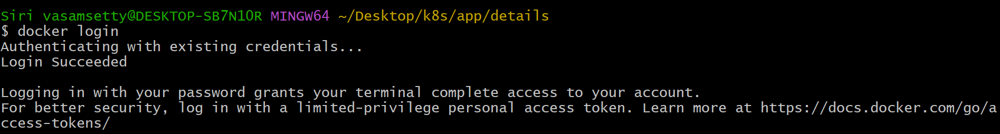 Siri vasamsetty@DESKTOP-SB7N10R MINGW64 ~/Desktop/k8s/app/details
$ docker login
Authenticating with existing credentials...
Login Succeeded
Logging in with your password grants your terminal complete access to your account.
For better security, log in with a limited-privilege personal access token. Learn more at https://docs.docker.com/go/a
ccess-tokens/